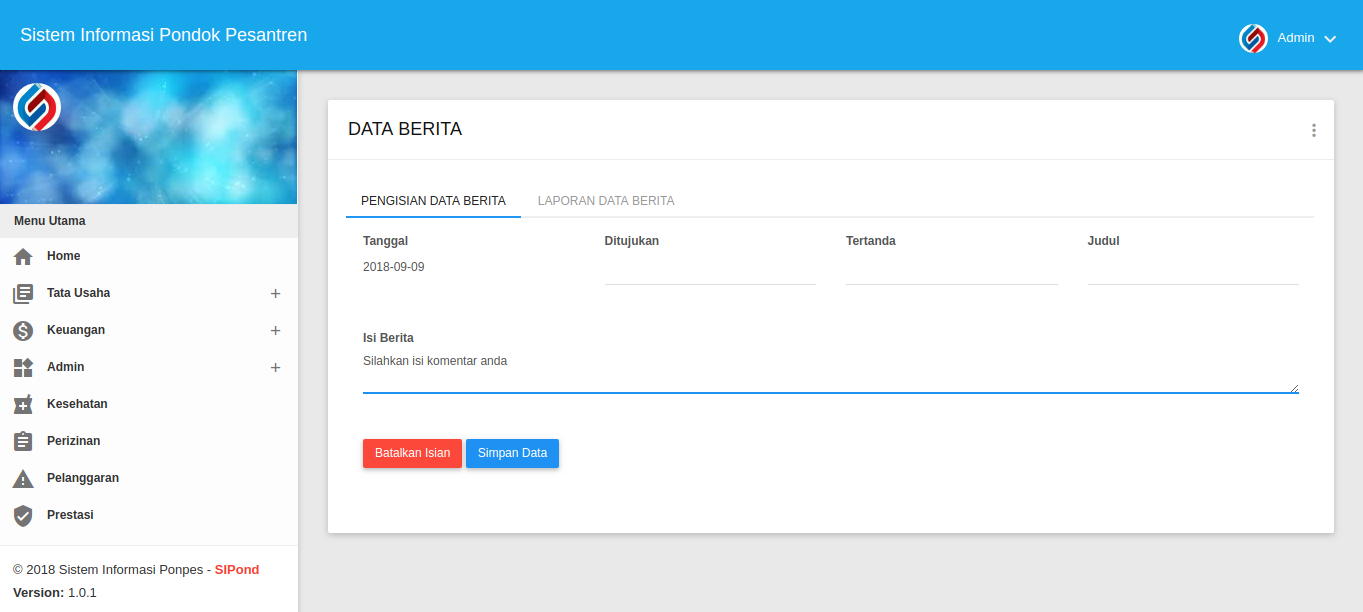 Sistem Informasi Pondok Pesantren
Admin
Menu Utama
Home
Tata Usaha +
Keuangan +
Admin +
Kesehatan
Perizinan
Pelanggaran
Prestasi
© 2018 Sistem Informasi Ponpes - SIPond
Version: 1.0.1
DATA BERITA
PENGISIAN DATA BERITA LAPORAN DATA BERITA
Tanggal Ditujukan Tertanda Judul
2018-09-09
Isi Berita
Silahkan isi komentar anda
Batalkan Isian Simpan Data